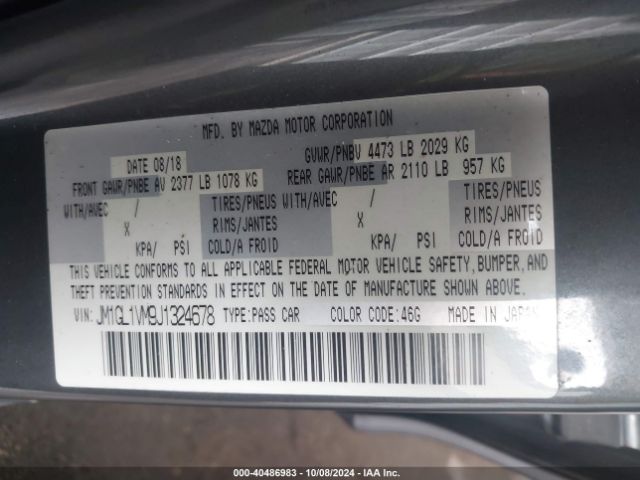 MFD. BY MAZDA MOTOR CORPORATION
DATE 08/18 GVWR/PNBV 4473 LB 2029 KG
FRONT GAWR/PNBE AV 2377 LB 1078 KG REAR GAWR/PNBE AR 2110 LB 957 KG
WITH/AVEC / TIRES/PNEUS WITH/AVEC / TIRES/PNEUS
X RIMS/JANTES X RIMS/JANTES
KPA/ PSI COLD/A FROID KPA/ PSI COLD/A FROID
THIS VEHICLE CONFORMS TO ALL APPLICABLE FEDERAL MOTOR VEHICLE SAFETY, BUMPER, AND
THEFT PREVENTION STANDARDS IN EFFECT ON THE DATE OF MANUFACTURE SHOWN ABOVE.
VIN: JM1GL1VM9J1324678 TYPE:PASS CAR COLOR CODE:46G MADE IN JAPAN
000-40486983 - 10/08/2024 - IAA Inc.